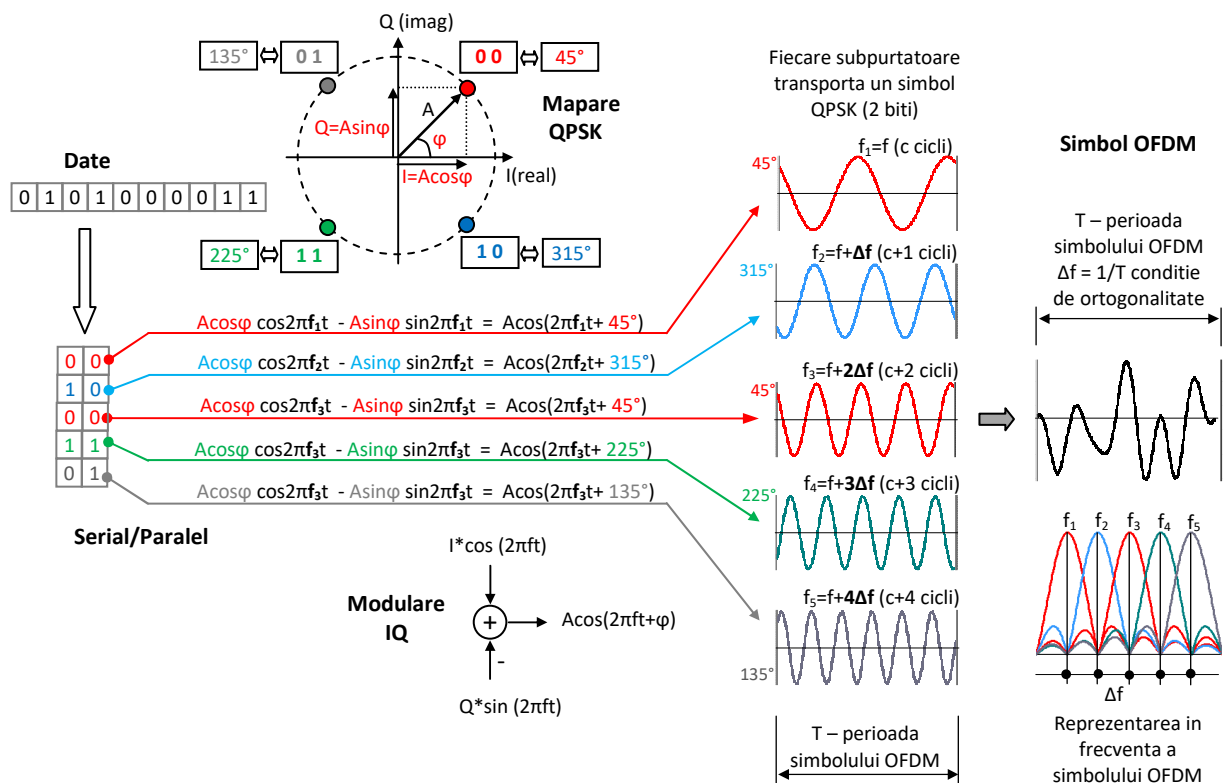 Q (imag)
135° ⇔ 0 1
0 0 ⇔ 45°
A
Q=Asinφ
φ
I=Acosφ
I(real)
Mapare
QPSK
225° ⇔ 1 1
1 0 ⇔ 315°
Date
0 1 0 1 0 0 0 0 1 1
0 0
1 0
0 0
1 1
0 1
Serial/Paralel
Acosφ cos2πf₁t - Asinφ sin2πf₁t = Acos(2πf₁t+ 45°)
Acosφ cos2πf₂t - Asinφ sin2πf₂t = Acos(2πf₂t+ 315°)
Acosφ cos2πf₃t - Asinφ sin2πf₃t = Acos(2πf₃t+ 45°)
Acosφ cos2πf₃t - Asinφ sin2πf₃t = Acos(2πf₃t+ 225°)
Acosφ cos2πf₃t - Asinφ sin2πf₃t = Acos(2πf₃t+ 135°)
Modulare
IQ
I*cos (2πft)
+
Acos(2πft+φ)
-
Q*sin (2πft)
Fiecare subpurtatoare
transporta un simbol
QPSK (2 biti)
f₁=f (c cicli)
45°
f₂=f+Δf (c+1 cicli)
315°
f₃=f+2Δf (c+2 cicli)
45°
f₄=f+3Δf (c+3 cicli)
225°
f₅=f+4Δf (c+4 cicli)
135°
T – perioada
simbolului OFDM
Simbol OFDM
T – perioada
simbolului OFDM
Δf = 1/T conditie
de ortogonalitate
f₁ f₂ f₃ f₄ f₅
Δf
Reprezentarea in
frecventa a
simbolului OFDM